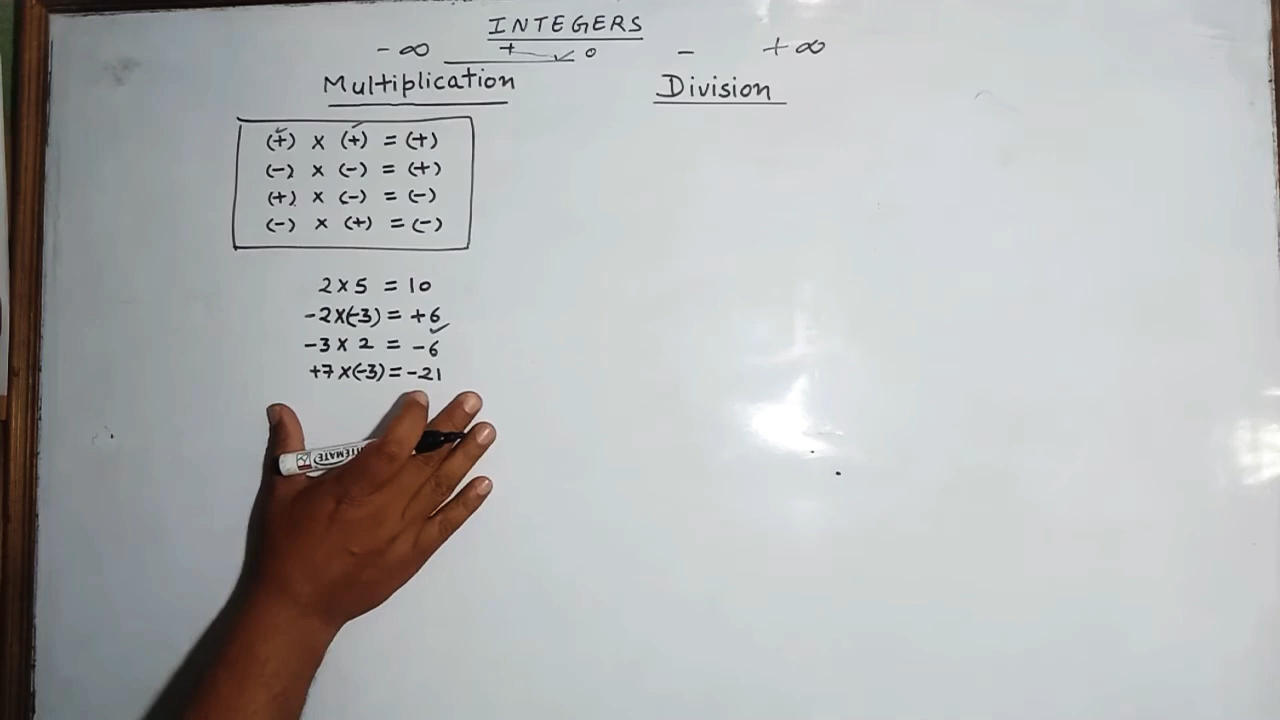 INTEGERS
- ∞ + 0 - + ∞
Multiplication Division
(+) × (+) = (+)
(-) × (-) = (+)
(+) × (-) = (-)
(-) × (+) = (-)
2 × 5 = 10
-2×(-3) = +6
-3 × 2 = -6
+7 ×(-3) = -21